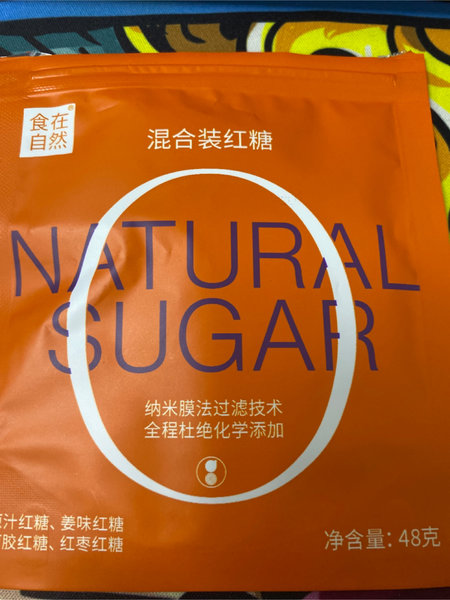 食在
自然
®
混合装红糖
NATURAL
SUGAR
纳米膜法过滤技术
全程杜绝化学添加
汁红糖、姜味红糖
胶红糖、红枣红糖
净含量：48克